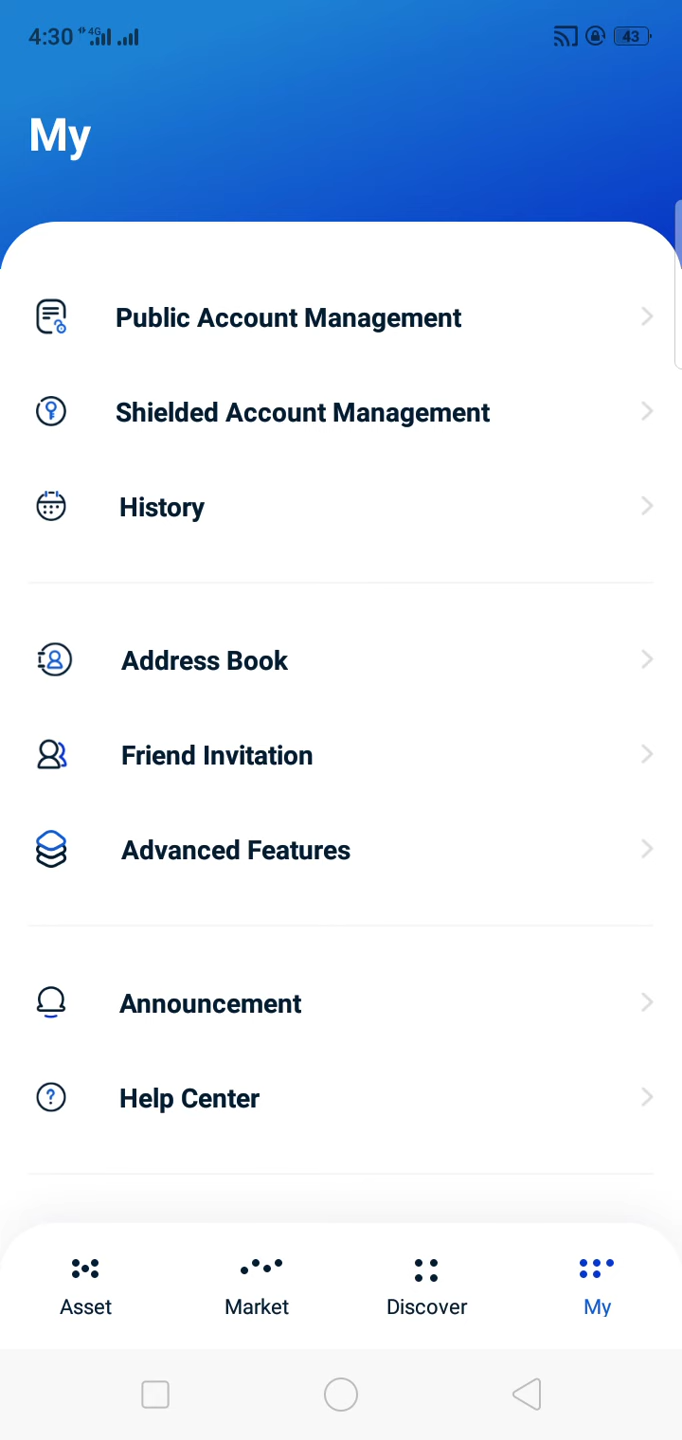 4:30 4G 43
My
Public Account Management
Shielded Account Management
History
Address Book
Friend Invitation
Advanced Features
Announcement
Help Center
Asset Market Discover My